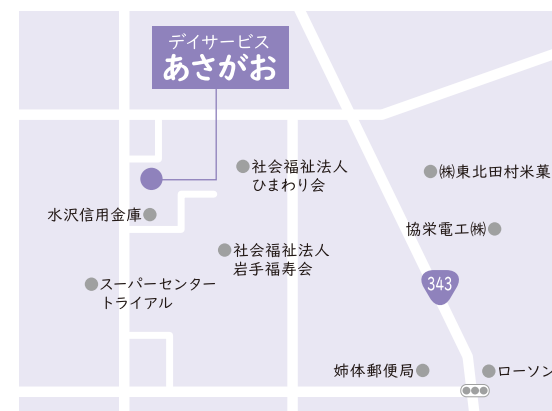 デイサービス
あさがお
社会福祉法人
ひまわり会
㈱東北田村米菓
水沢信用金庫
協栄電工㈱
社会福祉法人
岩手福寿会
スーパーセンター
トライアル
343
姉体郵便局
ローソン